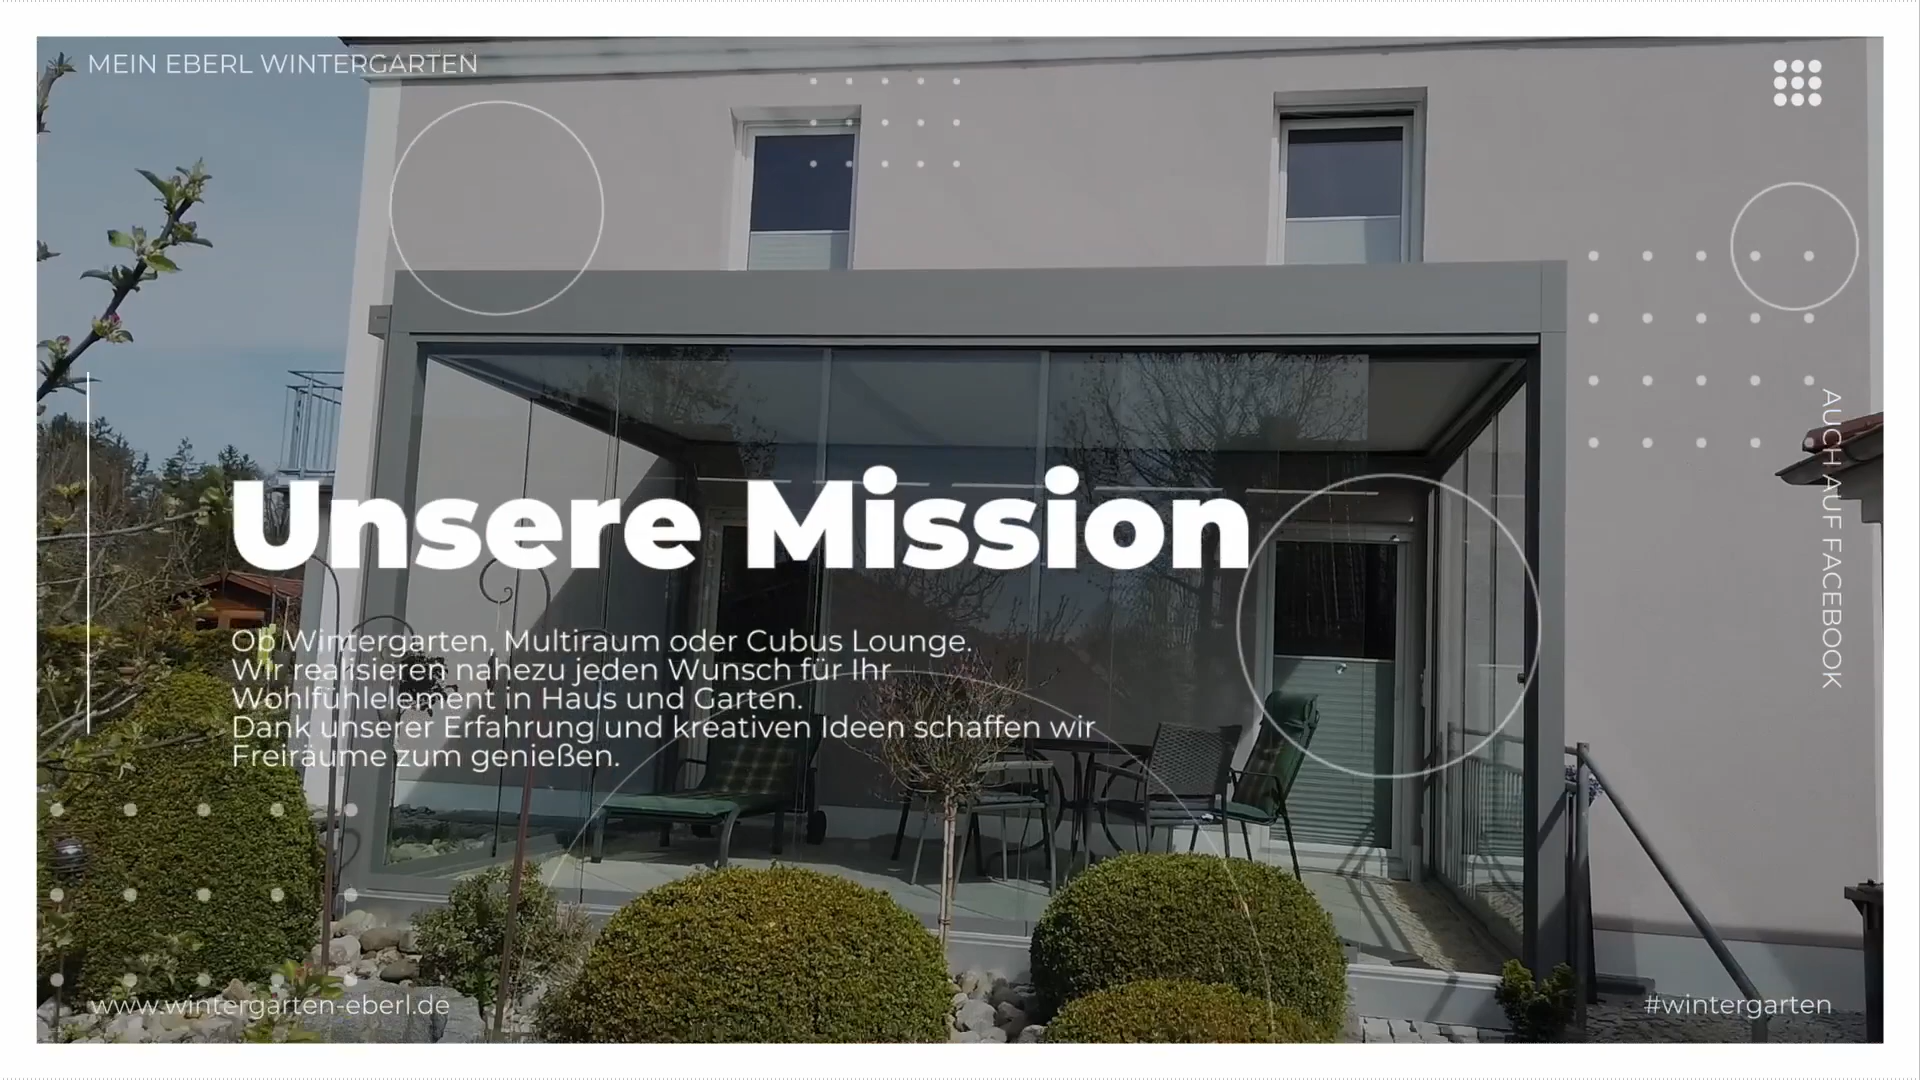 MEIN EBERL WINTERGARTEN
Unsere Mission
Ob Wintergarten, Multiraum oder Cubus Lounge.
Wir realisieren nahezu jeden Wunsch für Ihr
Wohlfühlelement in Haus und Garten.
Dank unserer Erfahrung und kreativen Ideen schaffen wir
Freiräume zum genießen.
AUCH AUF FACEBOOK
www.wintergarten-eberl.de
#wintergarten